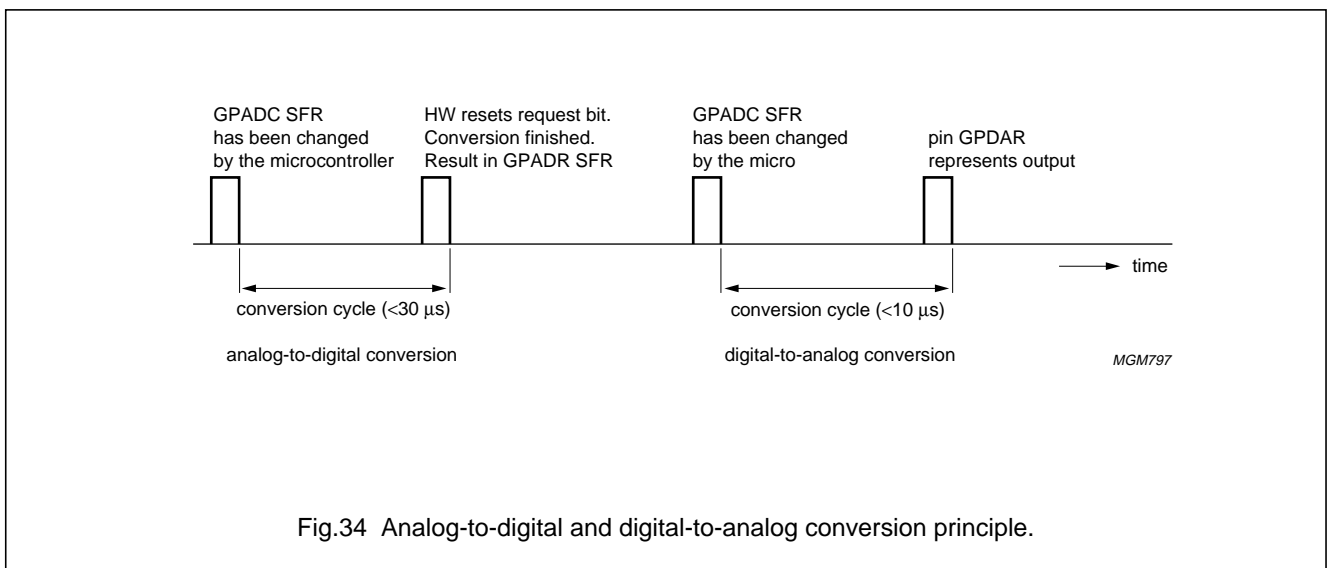 GPADC SFR
has been changed
by the microcontroller
HW resets request bit.
Conversion finished.
Result in GPADR SFR
GPADC SFR
has been changed
by the micro
pin GPDAR
represents output
time
conversion cycle (<30 μs)
conversion cycle (<10 μs)
analog-to-digital conversion
digital-to-analog conversion
MGM797
Fig.34 Analog-to-digital and digital-to-analog conversion principle.